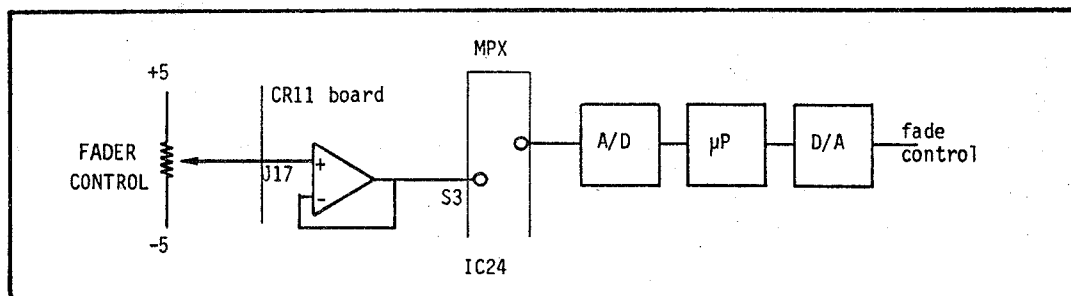 MPX
+5
CR11 board
FADER
CONTROL
J17
+
-
S3
A/D
µP
D/A
fade
control
-5
IC24